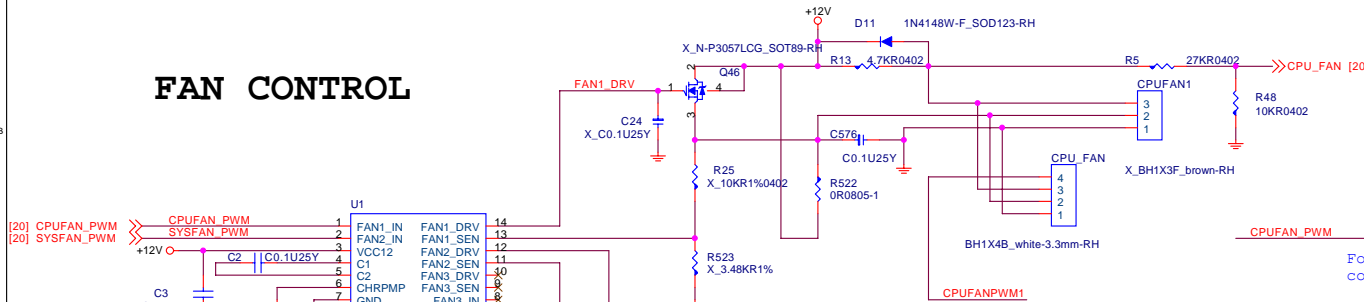 +12V
D11 1N4148W-F_SOD123-RH
X_N-P3057LCG_SOT89-RH
FAN CONTROL
2
Q46
R13 4.7KR0402
R5 27KR0402
CPU_FAN [20
FAN1_DRV
1
4
3
C24
X_C0.1U25Y
CPUFAN1
3
2
1
R48
10KR0402
B
C576
C0.1U25Y
X_BH1X3F_brown-RH
R25
X_10KR1%0402
R522
0R0805-1
CPU_FAN
4
3
2
1
BH1X4B_white-3.3mm-RH
U1
[20] CPUFAN_PWM CPUFAN_PWM 1 FAN1_IN FAN1_DRV 14
[20] SYSFAN_PWM SYSFAN_PWM 2 FAN2_IN FAN1_SEN 13
+12V 3 VCC12 FAN2_DRV 12
C2 C0.1U25Y 4 C1 FAN2_SEN 11
5 C2 FAN3_DRV 10
6 CHRPMP FAN3_SEN 9
7 GND FAN3_IN 8
C3
R523
X_3.48KR1%
CPUFAN_PWM
Fo
co
CPUFANPWM1